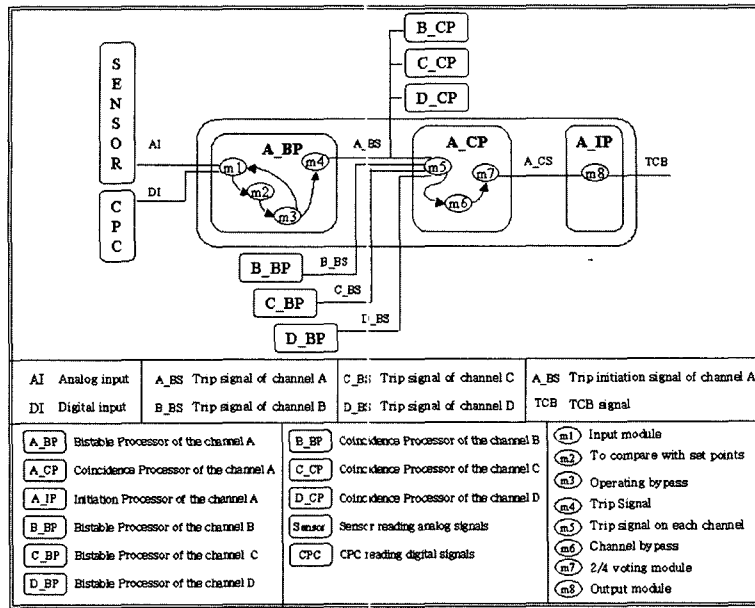 SENSOR
CPC
AI
DI
A_BP
m1
m2
m3
m4
A_BS
B_CP
C_CP
D_CP
A_CP
m5
m6
m7
A_CS
A_IP
m8
TCB
B_BP
B_BS
C_BP
C_BS
D_BP
D_BS
AI Analog input
DI Digital input
A_BS Trip signal of channel A
B_BS Trip signal of channel B
C_BS Trip signal of channel C
D_BS Trip signal of channel D
A_BS Trip initiation signal of channel A
TCB TCB signal
A_BP Bistable Processor of the channel A
A_CP Coincidence Processor of the channel A
A_IP Initiation Processor of the channel A
B_BP Bistable Processor of the channel B
C_BP Bistable Processor of the channel C
D_BP Bistable Processor of the channel D
B_BP Coincidence Processor of the channel B
C_CP Coincidence Processor of the channel C
D_CP Coincidence Processor of the channel D
Sensor Sensor reading analog signals
CPC CPC reading digital signals
m1 Input module
m2 To compare with set points
m3 Operating bypass
m4 Trip Signal
m5 Trip signal on each channel
m6 Channel bypass
m7 2/4 voting module
m8 Output module